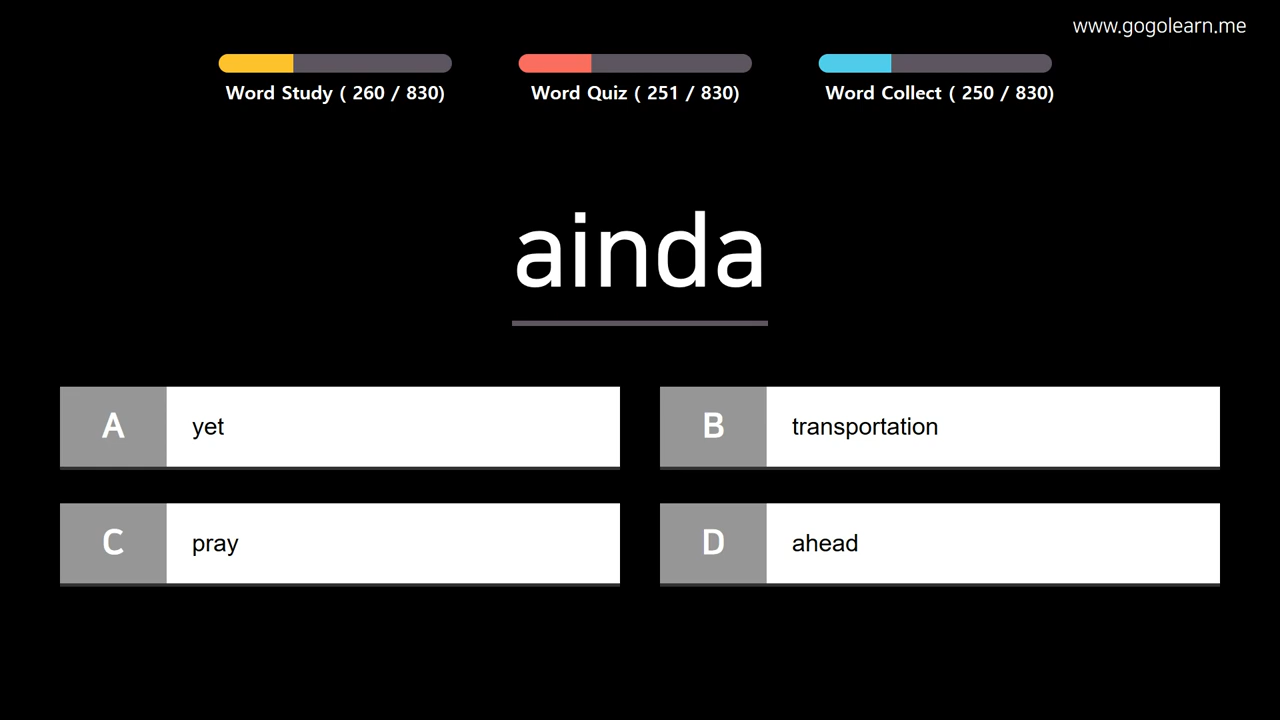 www.gogolearn.me
Word Study ( 260 / 830)
Word Quiz ( 251 / 830)
Word Collect ( 250 / 830)
ainda
A yet
B transportation
C pray
D ahead